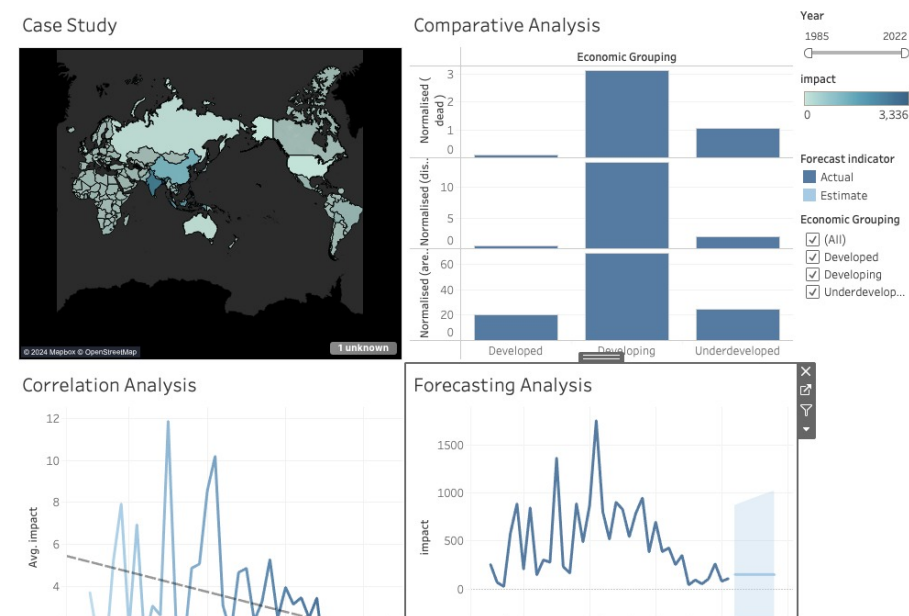 Case Study
© 2024 Mapbox © OpenStreetMap
1 unknown
Comparative Analysis
Economic Grouping
Normalised (
dead )
3
2
1
0
Normalised (dis..
10
5
0
Normalised (are..
60
40
20
0
Developed
Developing
Underdeveloped
Year
1985
2022
impact
0
3,336
Forecast indicator
Actual
Estimate
Economic Grouping
(All)
Developed
Developing
Underdevelop...
Correlation Analysis
Avg. impact
12
10
8
6
4
Forecasting Analysis
impact
1500
1000
500
0